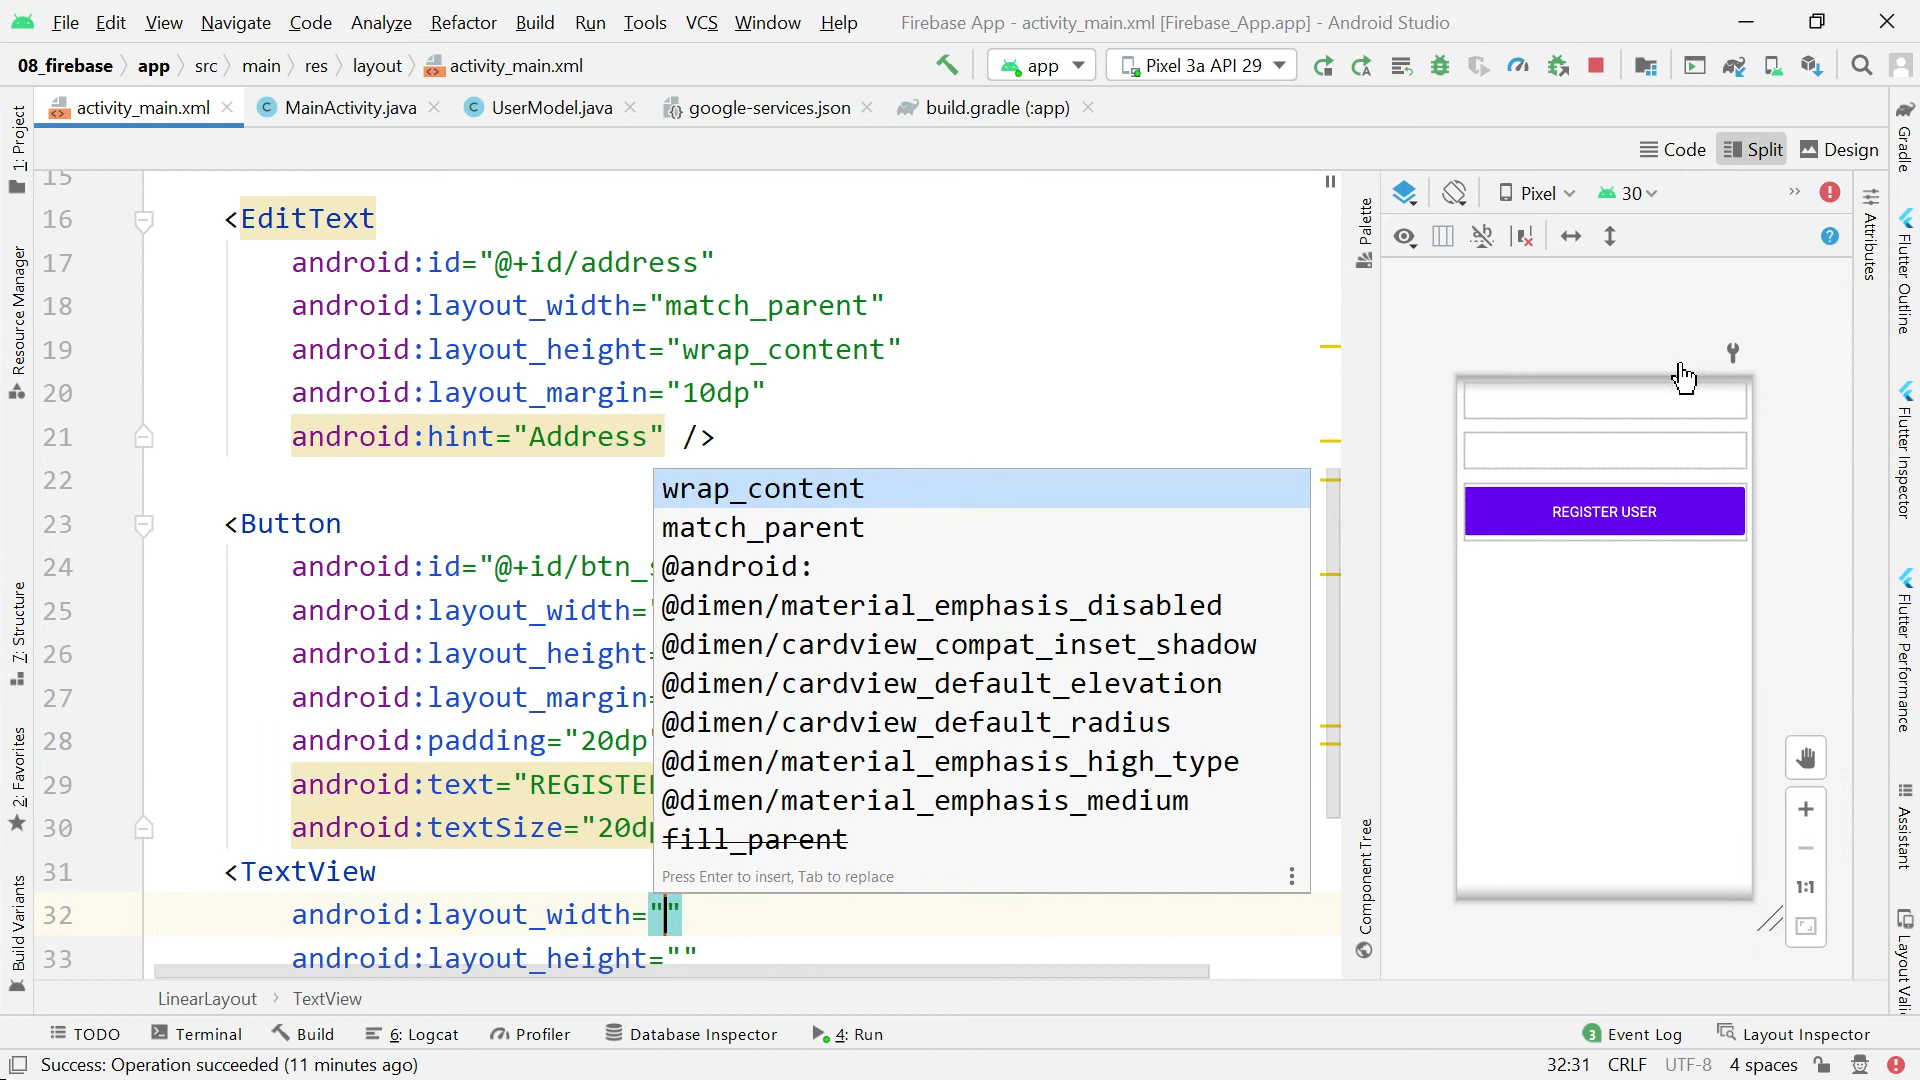 File Edit View Navigate Code Analyze Refactor Build Run Tools VCS Window Help Firebase App - activity_main.xml [Firebase_App.app] - Android Studio
08_firebase app src main res layout activity_main.xml app Pixel 3a API 29
activity_main.xml MainActivity.java UserModel.java google-services.json build.gradle (:app)
Code Split Design
1: Project
Resource Manager
7: Structure
2: Favorites
Build Variants
15
16 <EditText
17 android:id="@+id/address"
18 android:layout_width="match_parent"
19 android:layout_height="wrap_content"
20 android:layout_margin="10dp"
21 android:hint="Address" />
22
23 <Button
24 android:id="@+id/btn_
25 android:layout_width=
26 android:layout_height=
27 android:layout_margin=
28 android:padding="20dp
29 android:text="REGISTE
30 android:textSize="20d
31 <TextView
32 android:layout_width=""
33 android:layout_height=""
wrap_content
match_parent
@android:
@dimen/material_emphasis_disabled
@dimen/cardview_compat_inset_shadow
@dimen/cardview_default_elevation
@dimen/cardview_default_radius
@dimen/material_emphasis_high_type
@dimen/material_emphasis_medium
fill_parent
Press Enter to insert, Tab to replace
Palette
Component Tree
Pixel 30
REGISTER USER
1:1
Attributes
Gradle
Flutter Outline
Flutter Inspector
Flutter Performance
Assistant
Layout Vali
LinearLayout TextView
TODO Terminal Build 6: Logcat Profiler Database Inspector 4: Run 3 Event Log Layout Inspector
Success: Operation succeeded (11 minutes ago) 32:31 CRLF UTF-8 4 spaces